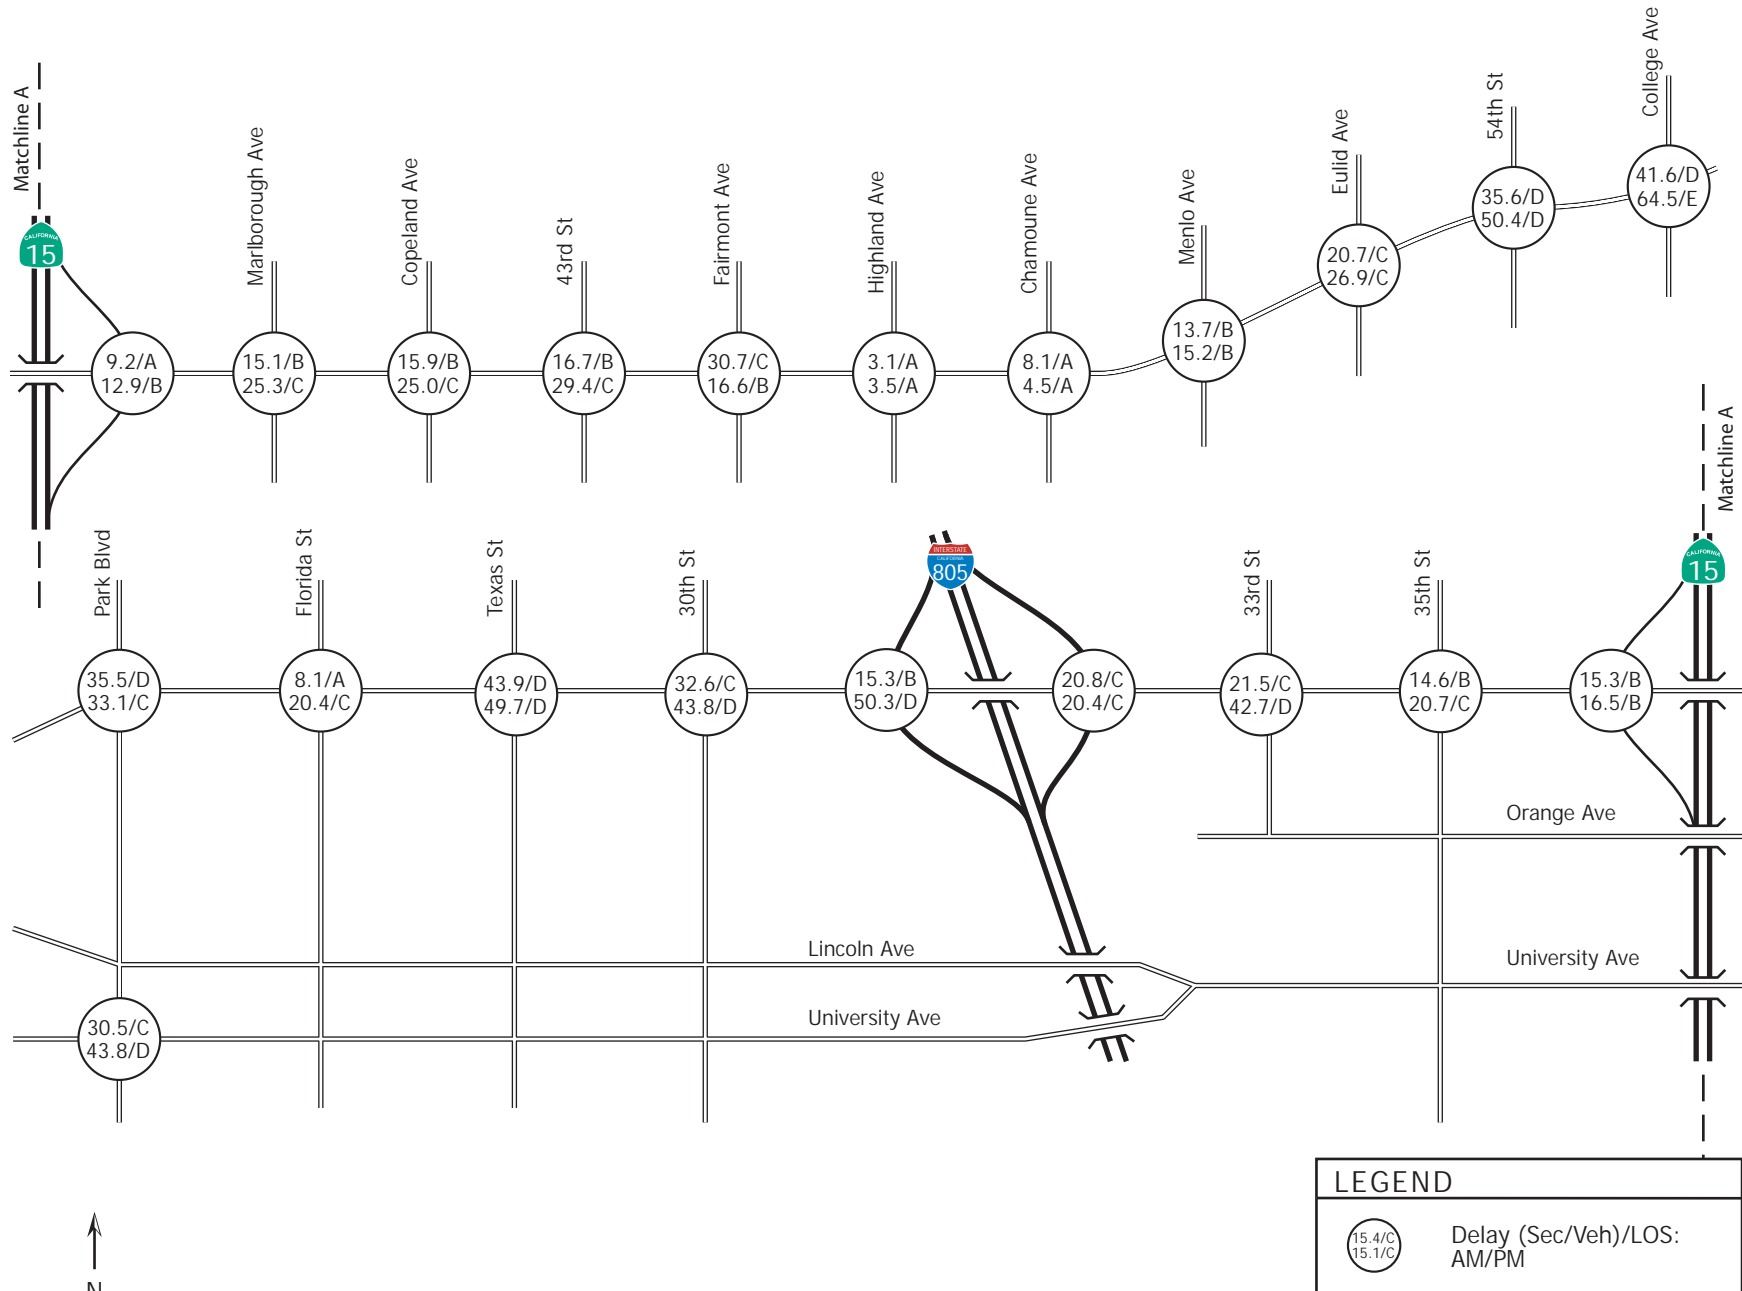 College Ave
54th St
Eulid Ave
Menlo Ave
Chamoune Ave
Highland Ave
Fairmont Ave
43rd St
Copeland Ave
Marlborough Ave
Matchline A
CALIFORNIA
15
9.2/A
12.9/B
15.1/B
25.3/C
15.9/B
25.0/C
16.7/B
29.4/C
30.7/C
16.6/B
3.1/A
3.5/A
8.1/A
4.5/A
13.7/B
15.2/B
20.7/C
26.9/C
35.6/D
50.4/D
41.6/D
64.5/E
Matchline A
Park Blvd
Florida St
Texas St
30th St
INTERSTATE
CALIFORNIA
805
33rd St
35th St
CALIFORNIA
15
35.5/D
33.1/C
8.1/A
20.4/C
43.9/D
49.7/D
32.6/C
43.8/D
15.3/B
50.3/D
20.8/C
20.4/C
21.5/C
42.7/D
14.6/B
20.7/C
15.3/B
16.5/B
Orange Ave
Lincoln Ave
University Ave
University Ave
30.5/C
43.8/D
LEGEND
15.4/C
15.1/C
Delay (Sec/Veh)/LOS:
AM/PM
N